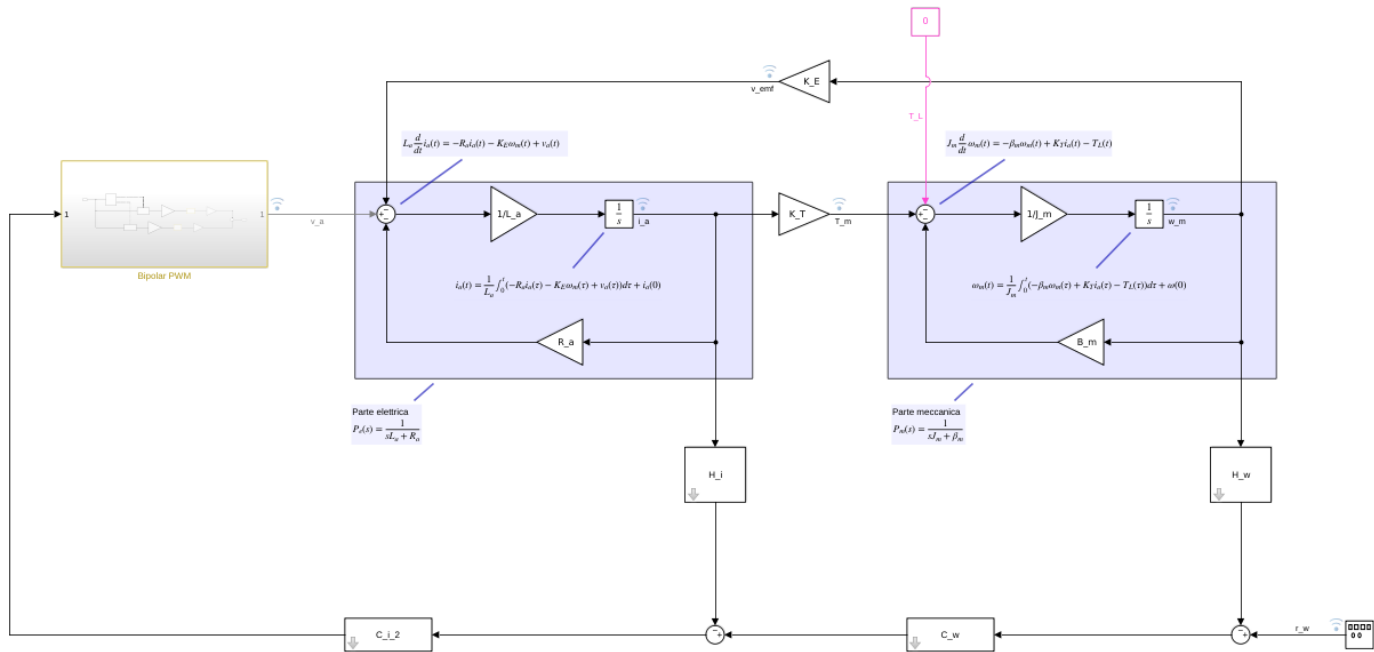 0
K_E
v_emf
T_L
L_a d/dt i_a(t) = −R_a i_a(t) − K_E ω_m(t) + v_a(t)
J_m d/dt ω_m(t) = −β_m ω_m(t) + K_T i_a(t) − T_L(t)
1
1
v_a
Bipolar PWM
1/L_a
1/s
i_a
K_T
T_m
1/J_m
1/s
w_m
i_a(t) = 1/L_a ∫_0^t (−R_a i_a(τ) − K_E ω_m(τ) + v_a(τ))dτ + i_a(0)
ω_m(t) = 1/J_m ∫_0^t (−β_m ω_m(τ) + K_T i_a(τ) − T_L(τ))dτ + ω(0)
R_a
B_m
Parte elettrica
P_e(s) = 1/(sL_a + R_a)
Parte meccanica
P_m(s) = 1/(sJ_m + β_m)
H_i
H_w
C_i_2
C_w
r_w